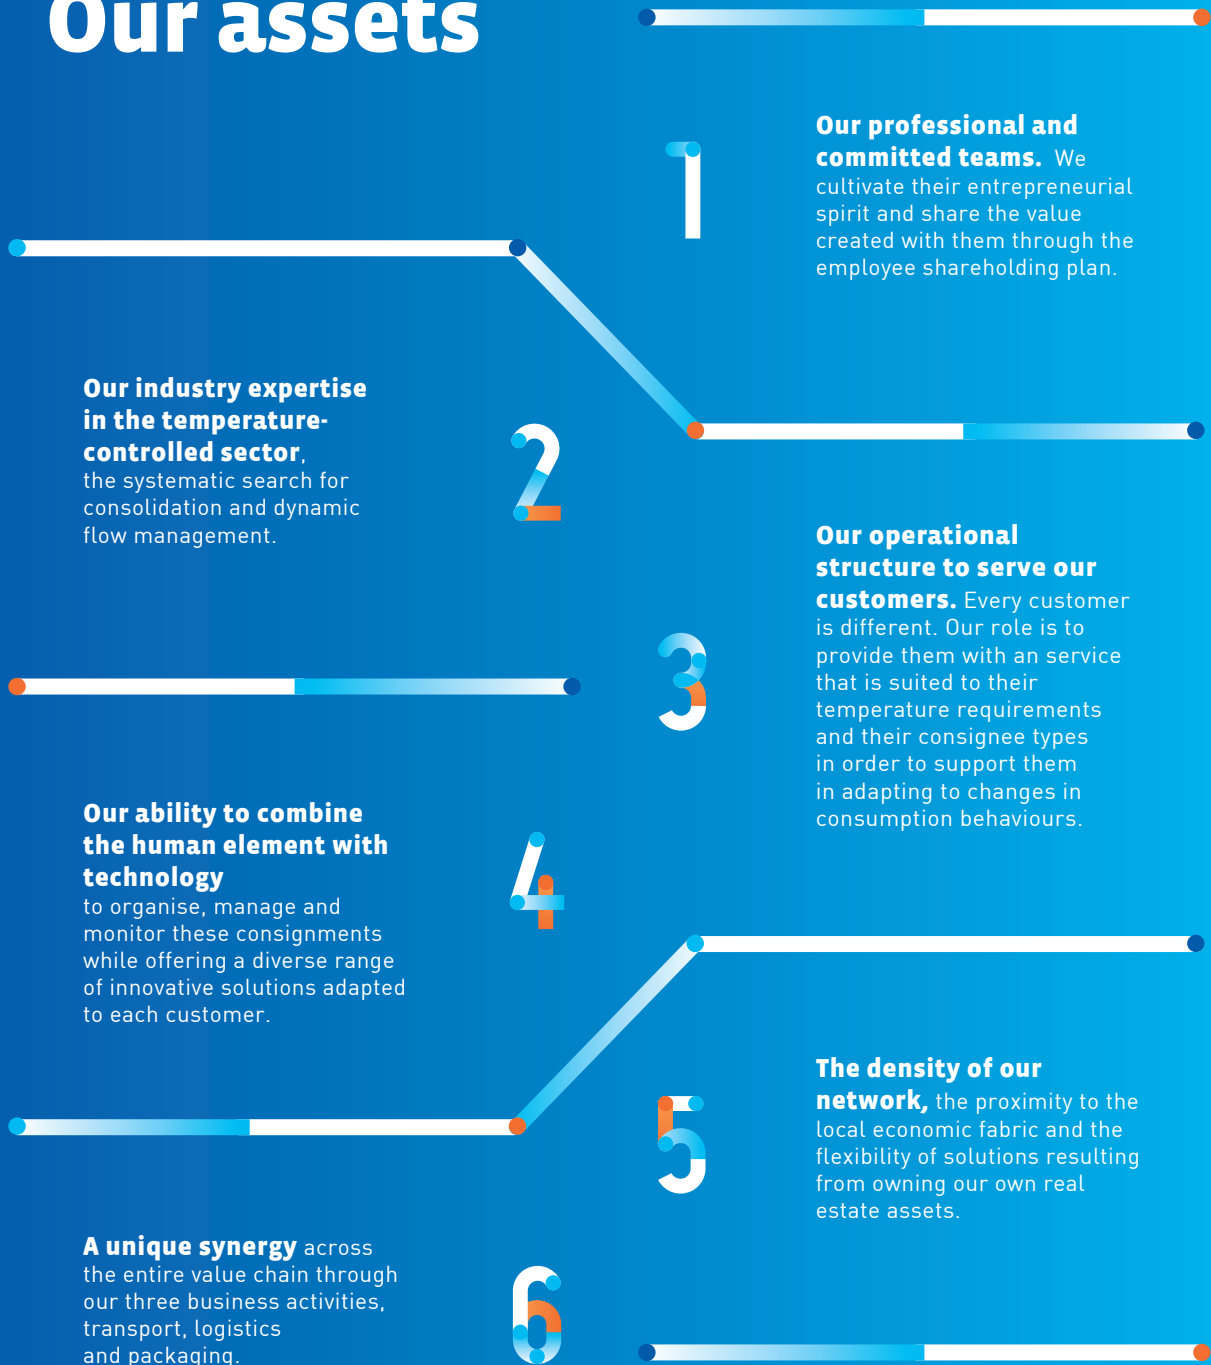 Our assets
1
Our professional and
committed teams. We
cultivate their entrepreneurial
spirit and share the value
created with them through the
employee shareholding plan.
Our industry expertise
in the temperature-
controlled sector,
the systematic search for
consolidation and dynamic
flow management.
2
3
Our operational
structure to serve our
customers. Every customer
is different. Our role is to
provide them with an service
that is suited to their
temperature requirements
and their consignee types
in order to support them
in adapting to changes in
consumption behaviours.
Our ability to combine
the human element with
technology
to organise, manage and
monitor these consignments
while offering a diverse range
of innovative solutions adapted
to each customer.
4
5
The density of our
network, the proximity to the
local economic fabric and the
flexibility of solutions resulting
from owning our own real
estate assets.
A unique synergy across
the entire value chain through
our three business activities,
transport, logistics
and packaging.
6